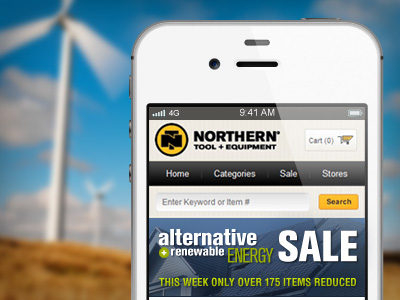 4G 9:41 AM
NORTHERN®
TOOL + EQUIPMENT
Cart (0)
Home Categories Sale Stores
Enter Keyword or Item # Search
alternative
+ renewable ENERGY SALE
THIS WEEK ONLY OVER 175 ITEMS REDUCED